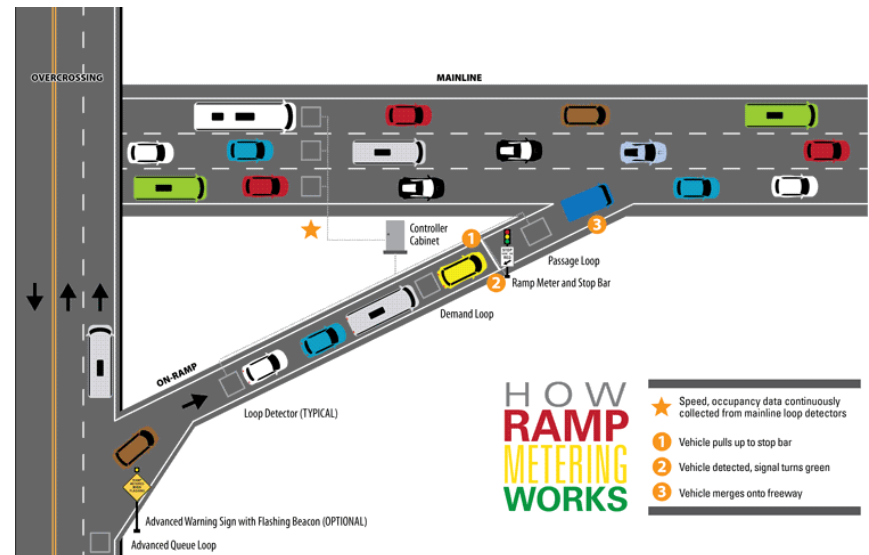 OVERCROSSING
MAINLINE
Controller
Cabinet
1
3
Passage Loop
2
Ramp Meter and Stop Bar
Demand Loop
ON-RAMP
Loop Detector (TYPICAL)
Advanced Warning Sign with Flashing Beacon (OPTIONAL)
Advanced Queue Loop
HOW
RAMP
METERING
WORKS
Speed, occupancy data continuously
collected from mainline loop detectors
1 Vehicle pulls up to stop bar
2 Vehicle detected, signal turns green
3 Vehicle merges onto freeway